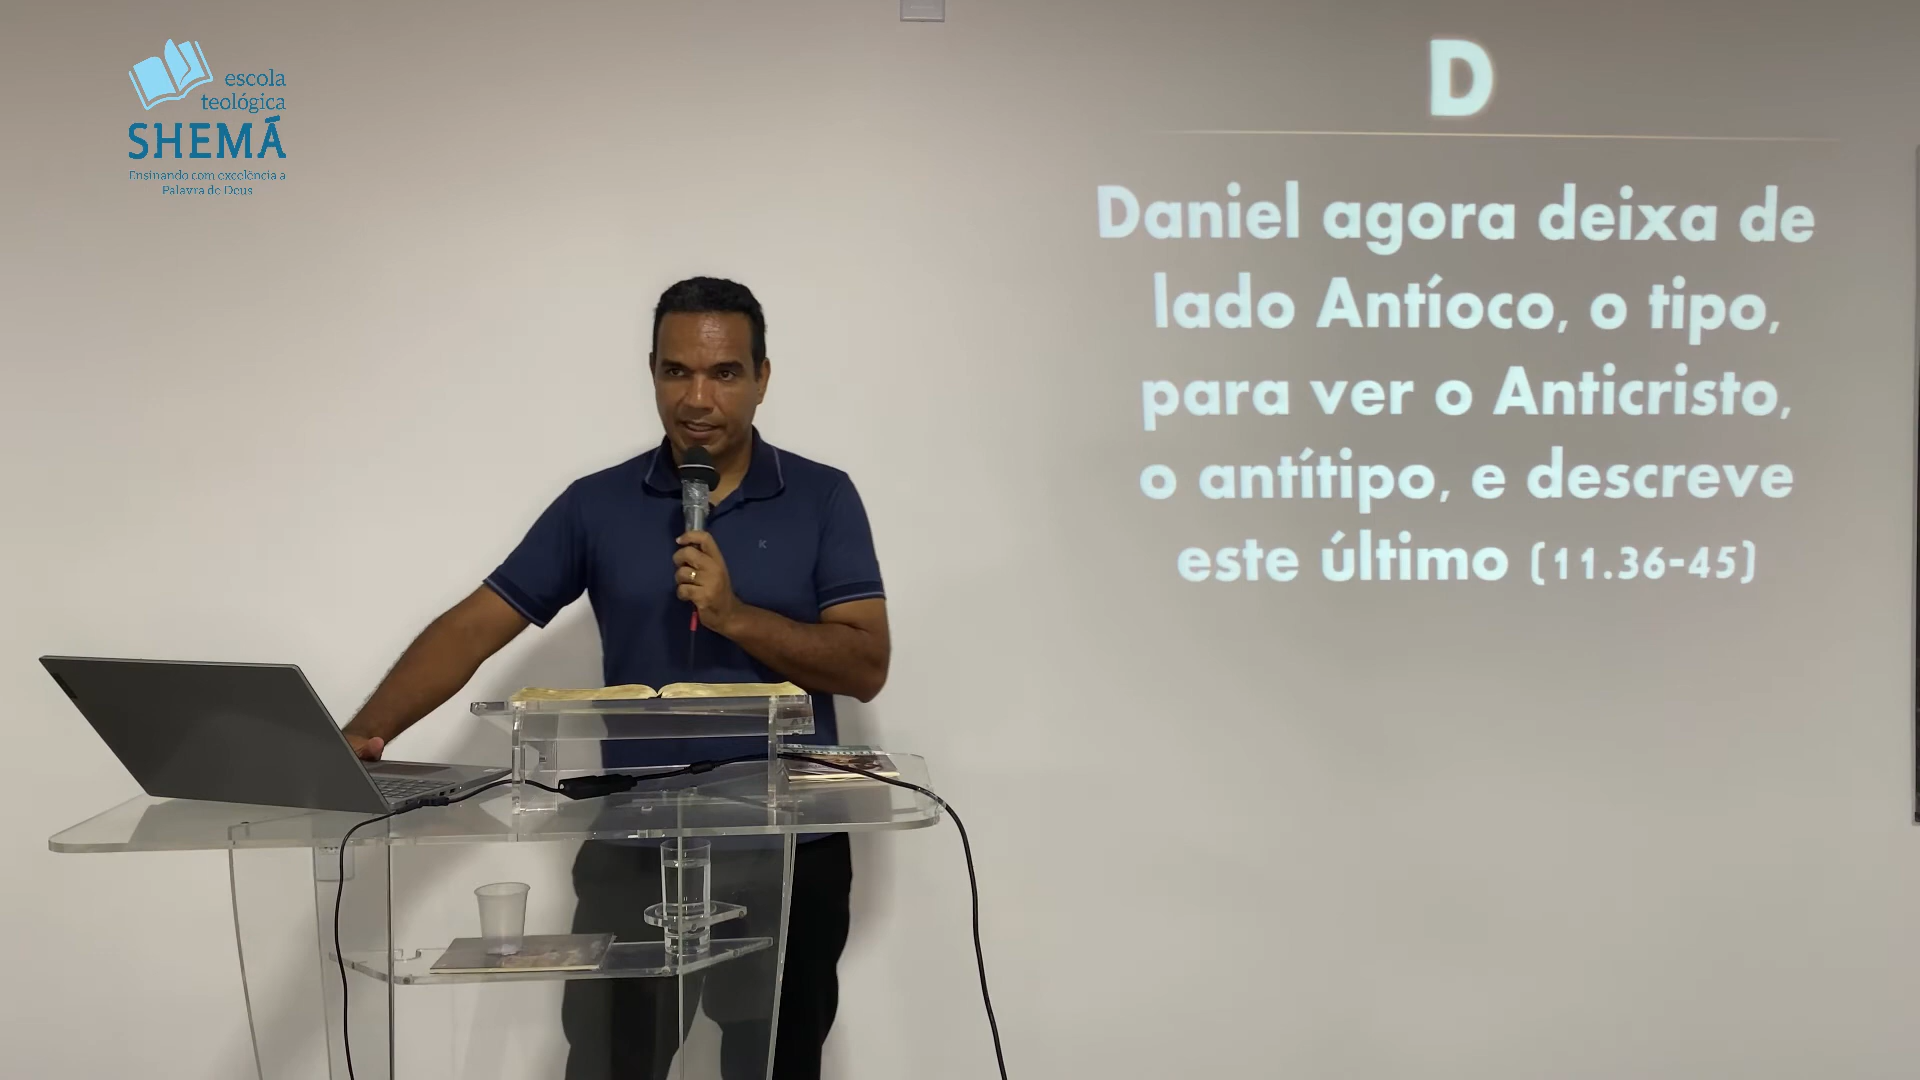 escola
teológica
SHEMÁ
Ensinando com excelência a
Palavra de Deus
D
Daniel agora deixa de
lado Antíoco, o tipo,
para ver o Anticristo,
o antítipo, e descreve
este último (11.36-45)
K